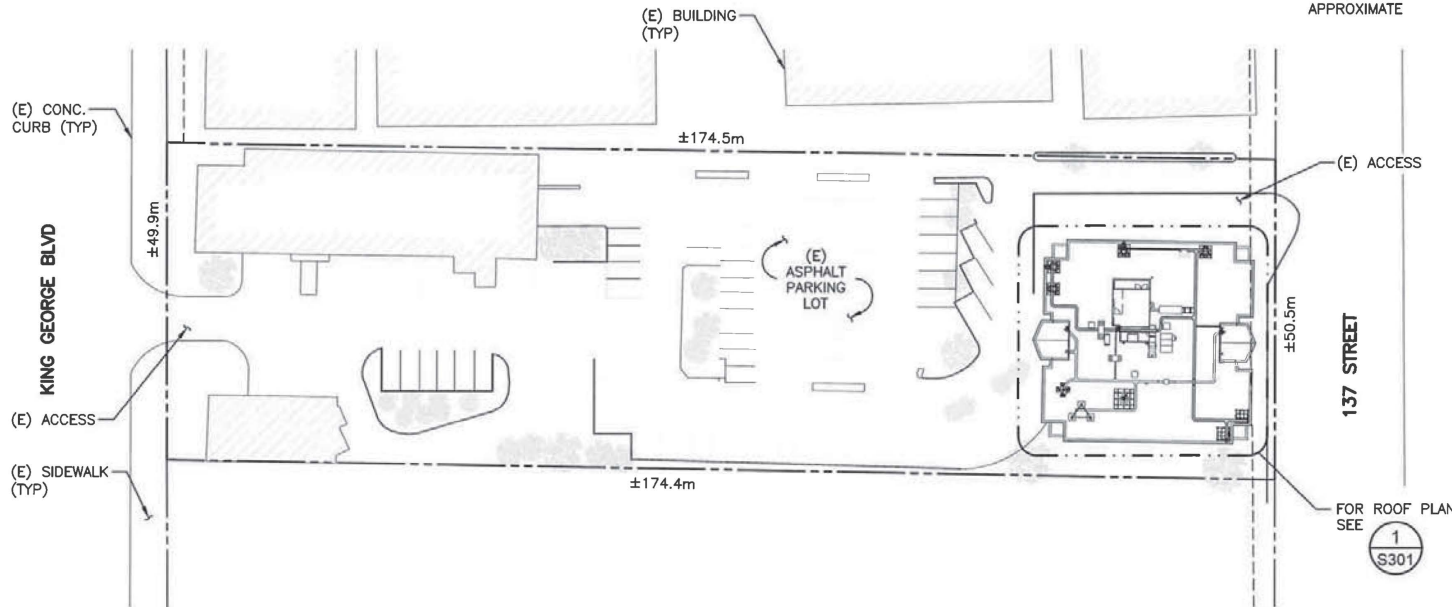 APPROXIMATE
(E) BUILDING
(TYP)
(E) CONC.
CURB (TYP)
±174.5m
(E) ACCESS
±49.9m
KING GEORGE BLVD
(E)
ASPHALT
PARKING
LOT
±50.5m
137 STREET
(E) ACCESS
(E) SIDEWALK
(TYP)
±174.4m
FOR ROOF PLAN
SEE
1
S301